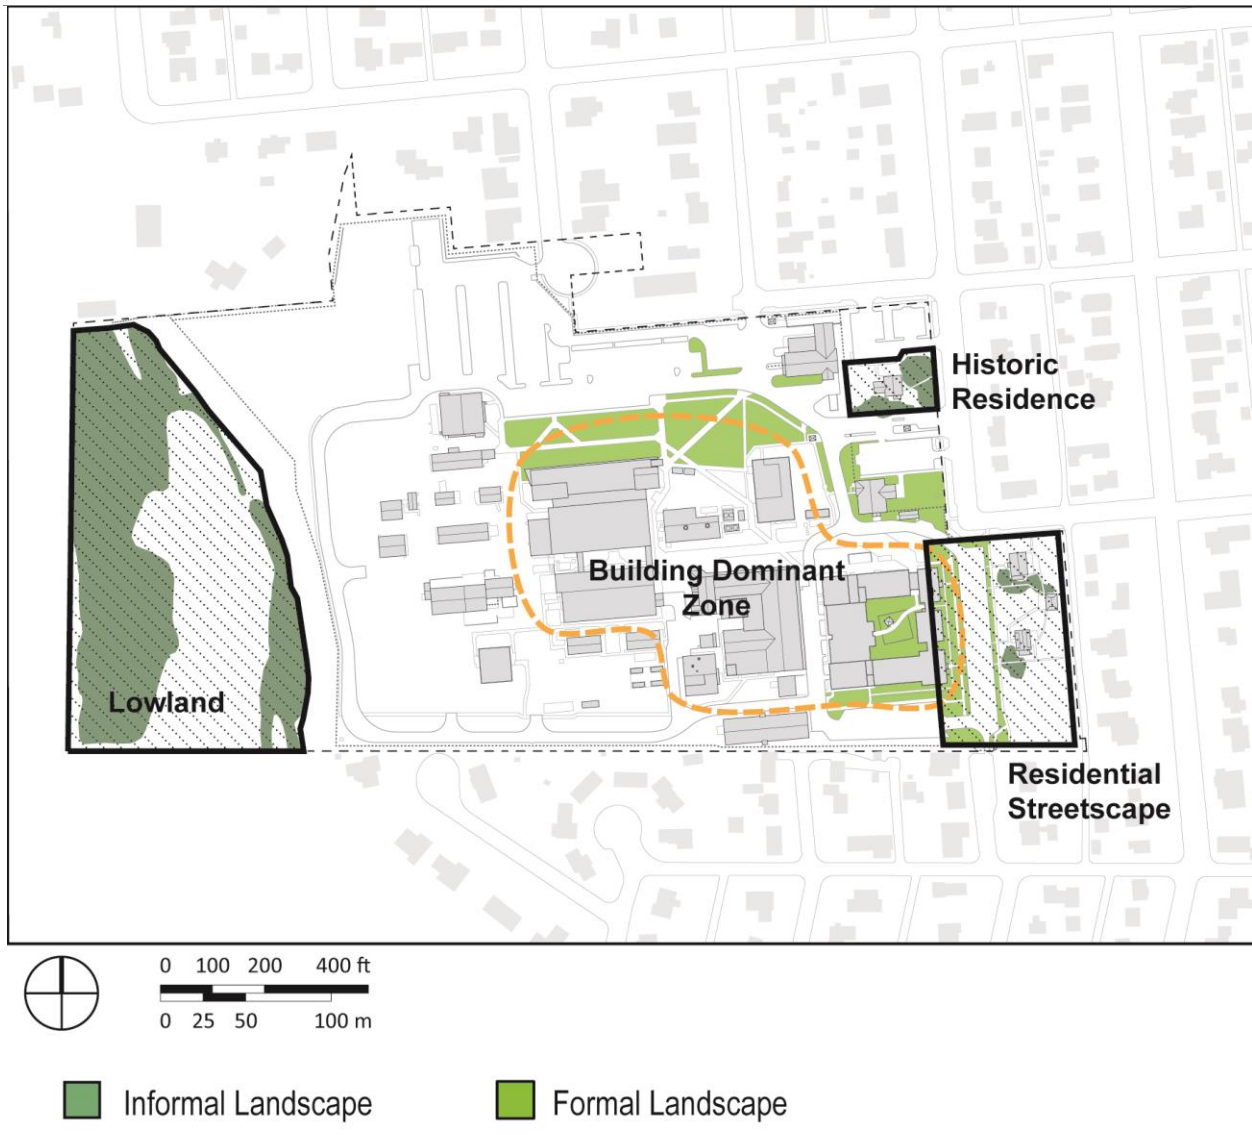 Historic
Residence
Building Dominant
Zone
Lowland
Residential
Streetscape
0 100 200 400 ft
0 25 50 100 m
Informal Landscape
Formal Landscape